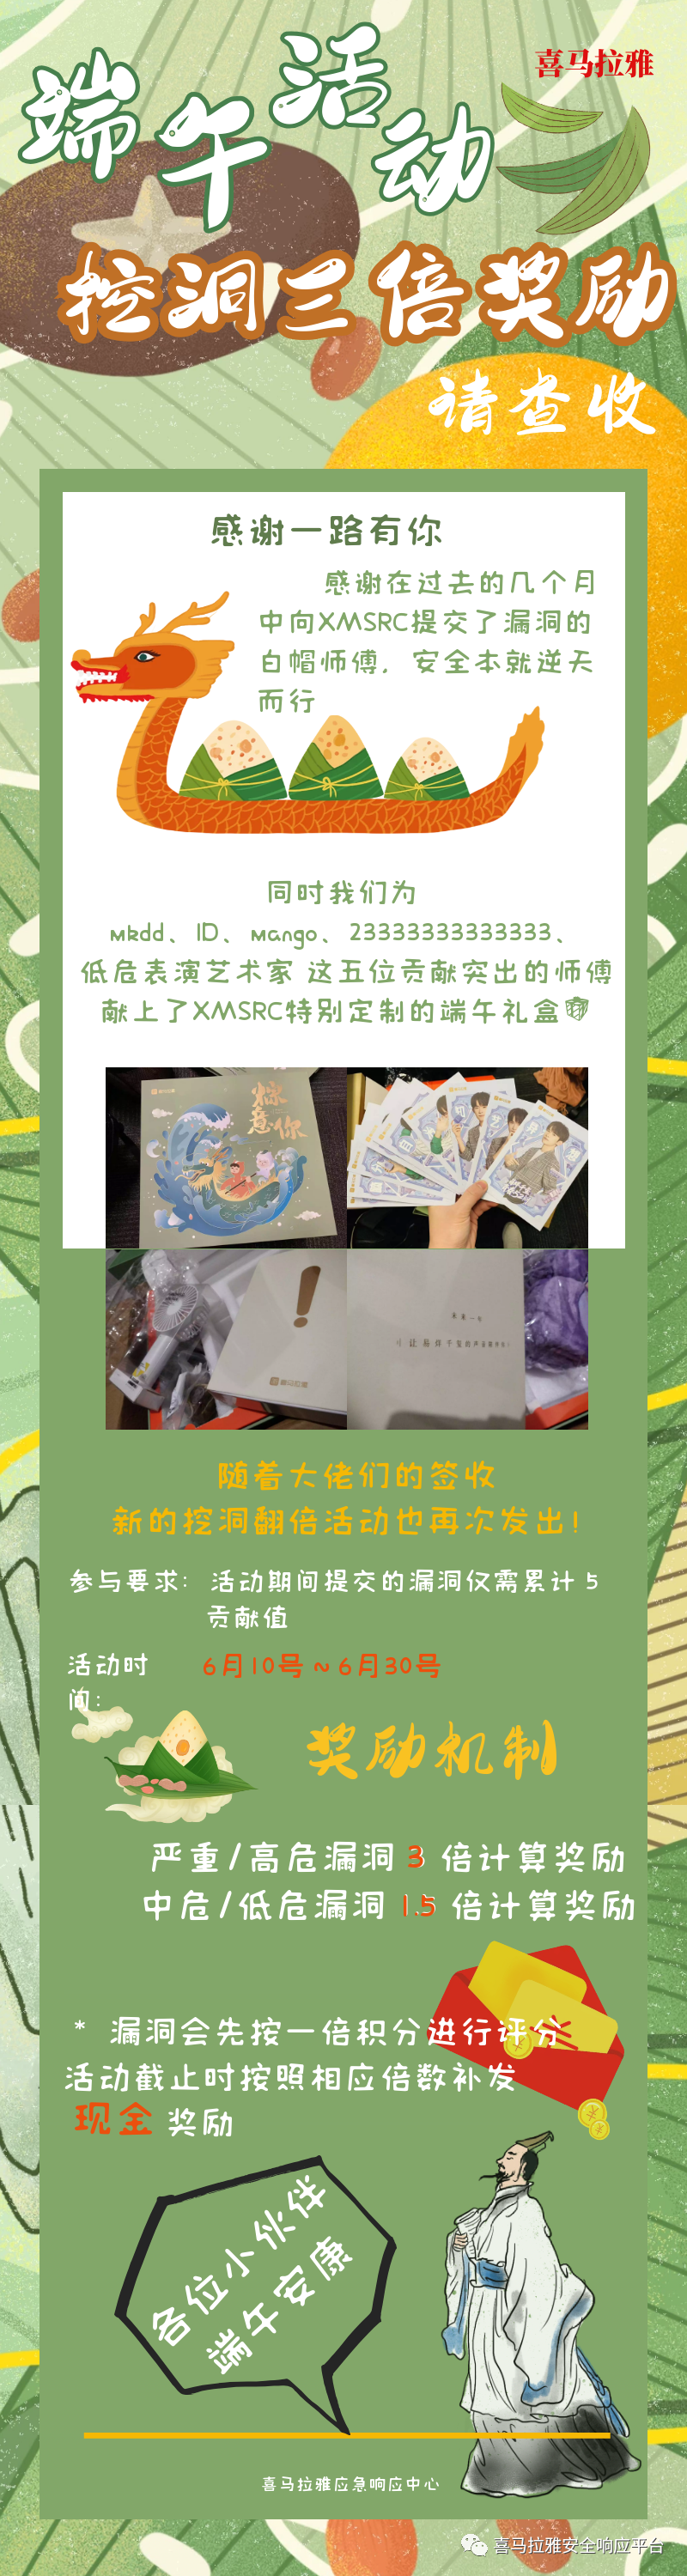 喜马拉雅
端午活动
挖洞三倍奖励
请查收
感谢一路有你
感谢在过去的几个月
中向XMSRC提交了漏洞的
白帽师傅，安全本就逆天
而行
同时我们为
mkdd、ID、mango、23333333333333、
低危表演艺术家 这五位贡献突出的师傅
献上了XMSRC特别定制的端午礼盒
粽意你
随着大佬们的签收
新的挖洞翻倍活动也再次发出！
参与要求：活动期间提交的漏洞仅需累计 5
贡献值
活动时
间：
6月10号 ~ 6月30号
奖励机制
严重/高危漏洞 3 倍计算奖励
中危/低危漏洞 1.5 倍计算奖励
* 漏洞会先按一倍积分进行评分
活动截止时按照相应倍数补发
现金 奖励
各位小伙伴
端午安康
喜马拉雅应急响应中心
喜马拉雅安全响应平台